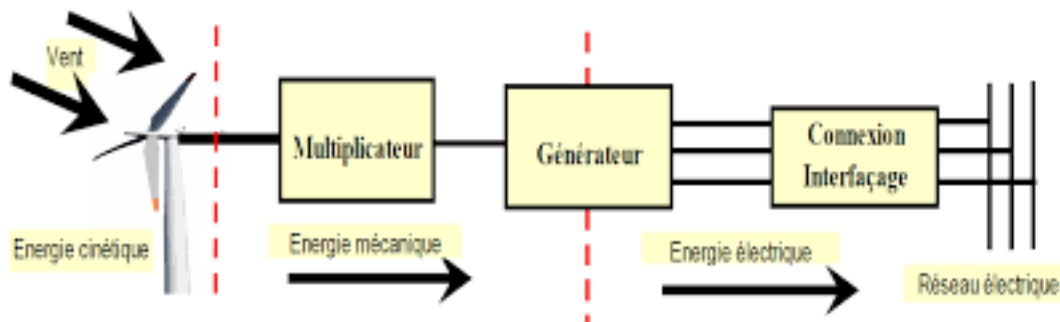 Vent
Multiplicateur
Générateur
Connexion
Interfaçage
Energie cinétique
Energie mécanique
Energie électrique
Réseau électrique